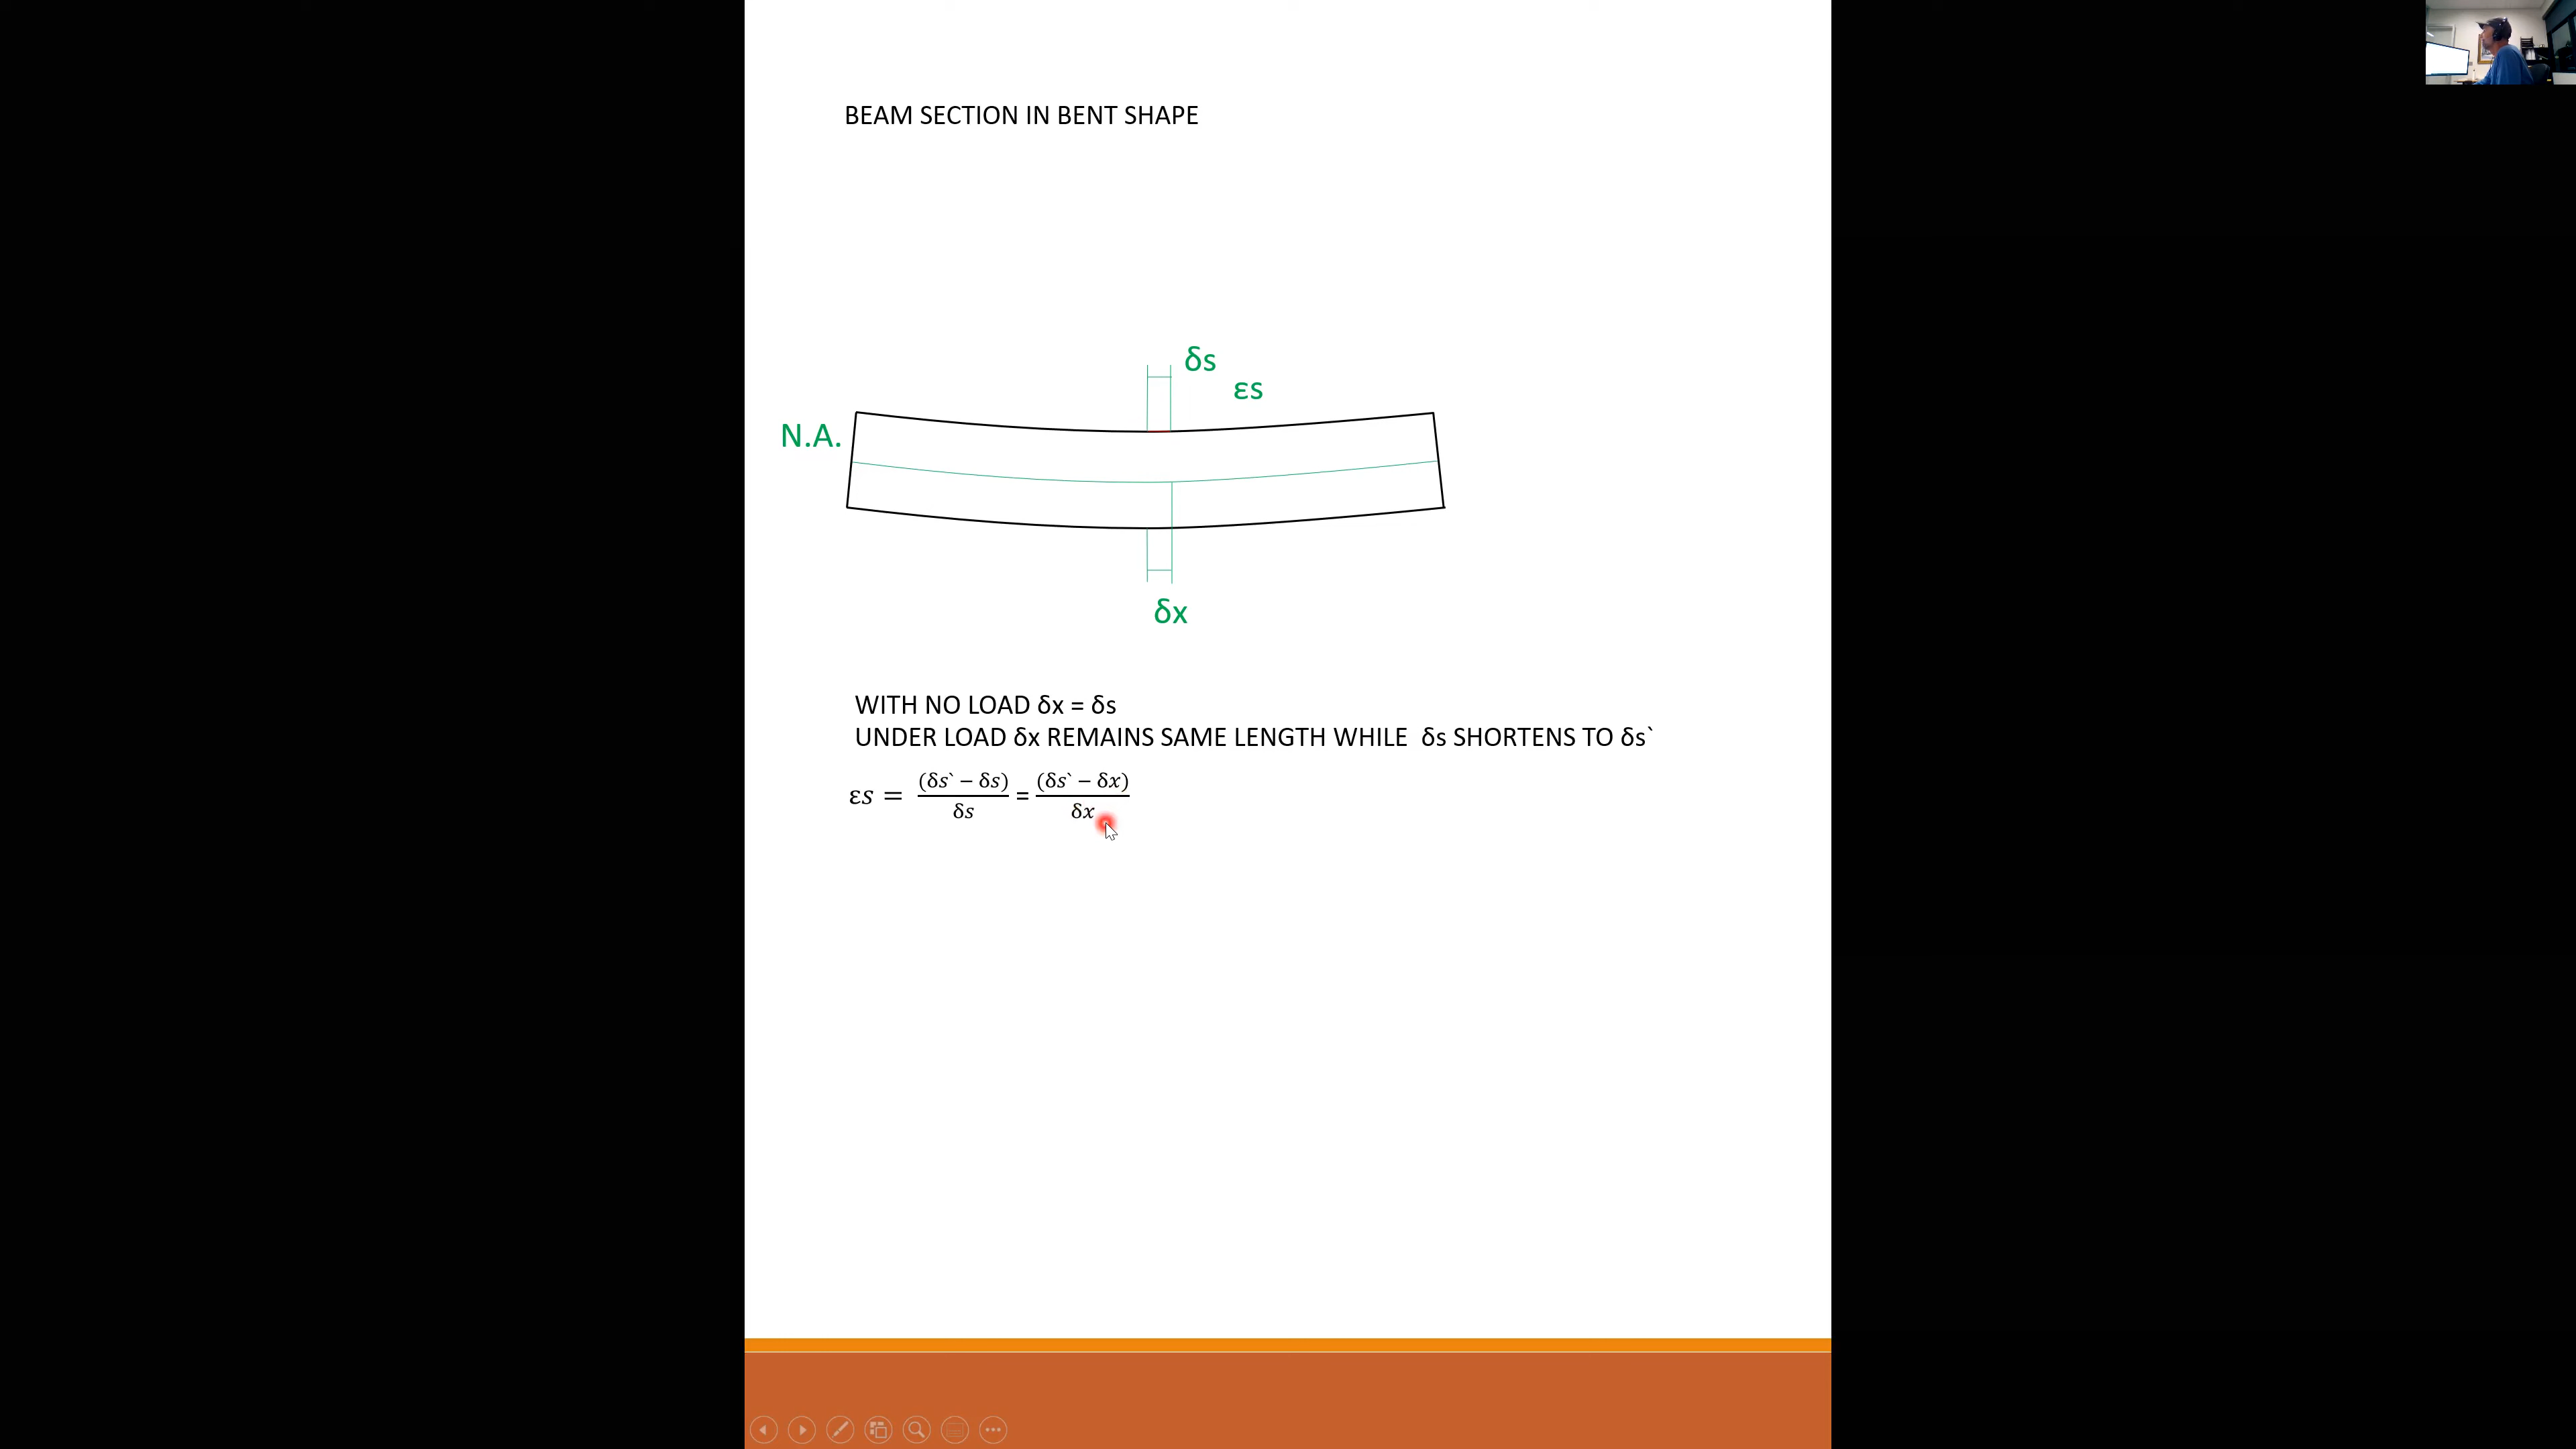 BEAM SECTION IN BENT SHAPE
δs
εs
N.A.
δx
WITH NO LOAD δx = δs
UNDER LOAD δx REMAINS SAME LENGTH WHILE δs SHORTENS TO δs`
εs = (δs` − δs)/δs = (δs` − δx)/δx